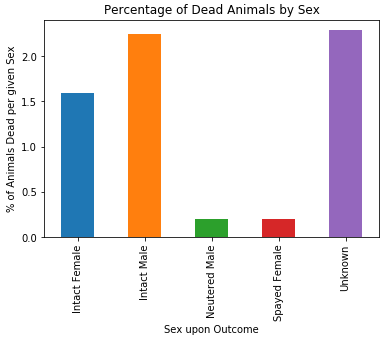 Percentage of Dead Animals by Sex
% of Animals Dead per given Sex
2.0
1.5
1.0
0.5
0.0
Intact Female
Intact Male
Neutered Male
Spayed Female
Unknown
Sex upon Outcome